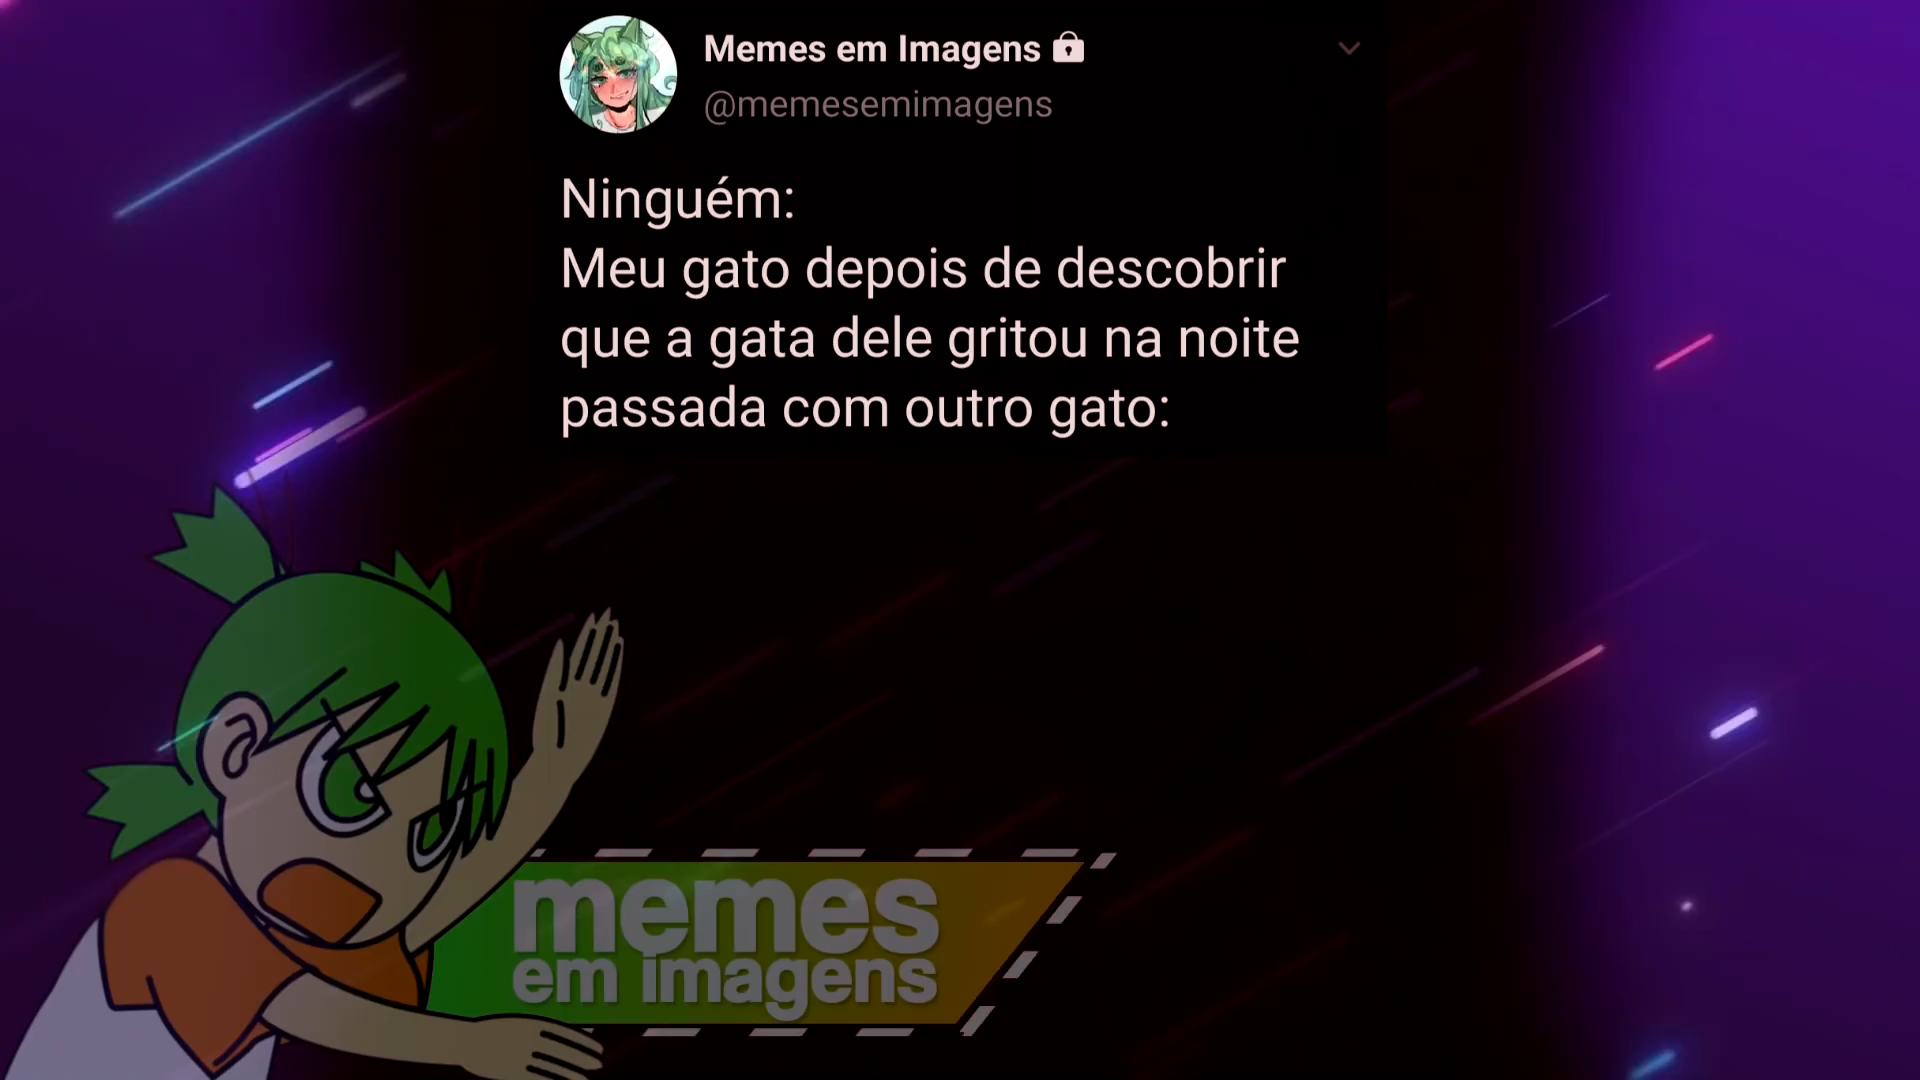 Memes em Imagens
@memesemimagens
Ninguém:
Meu gato depois de descobrir
que a gata dele gritou na noite
passada com outro gato:
memes
em imagens